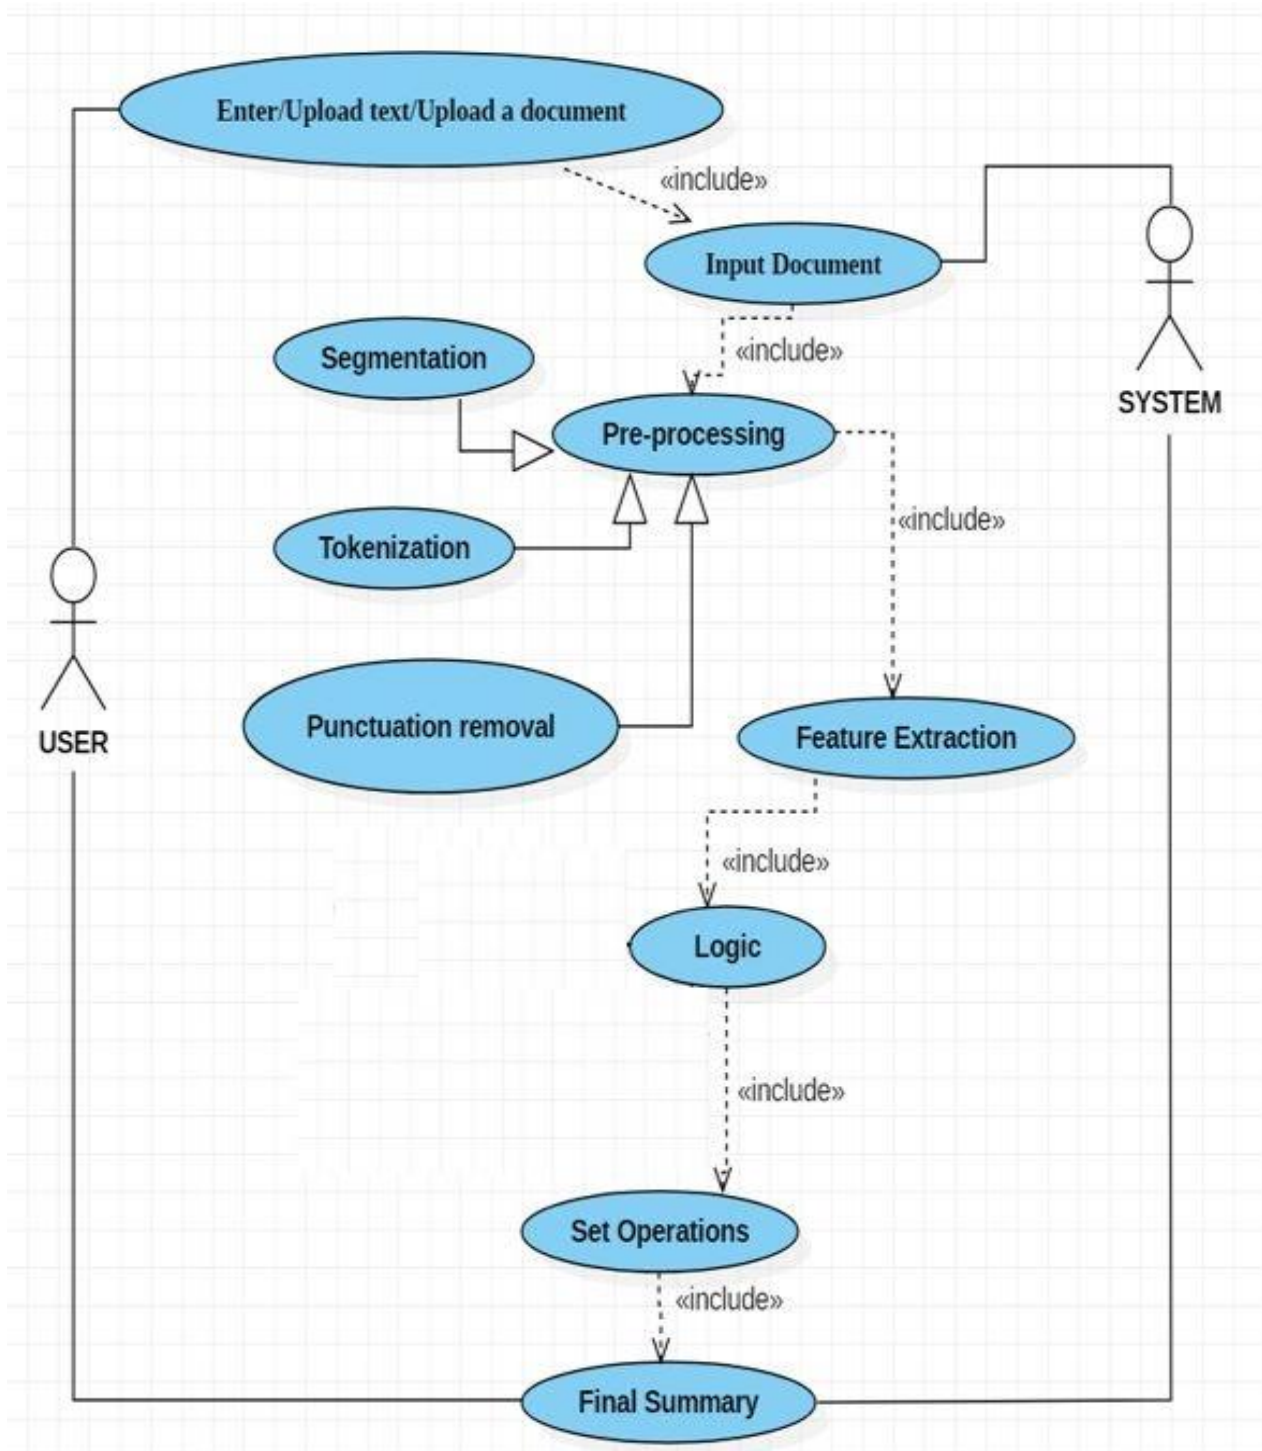 Enter/Upload text/Upload a document
«include»
Input Document
«include»
Segmentation
SYSTEM
Pre-processing
«include»
Tokenization
Punctuation removal
USER
Feature Extraction
«include»
Logic
«include»
Set Operations
«include»
Final Summary